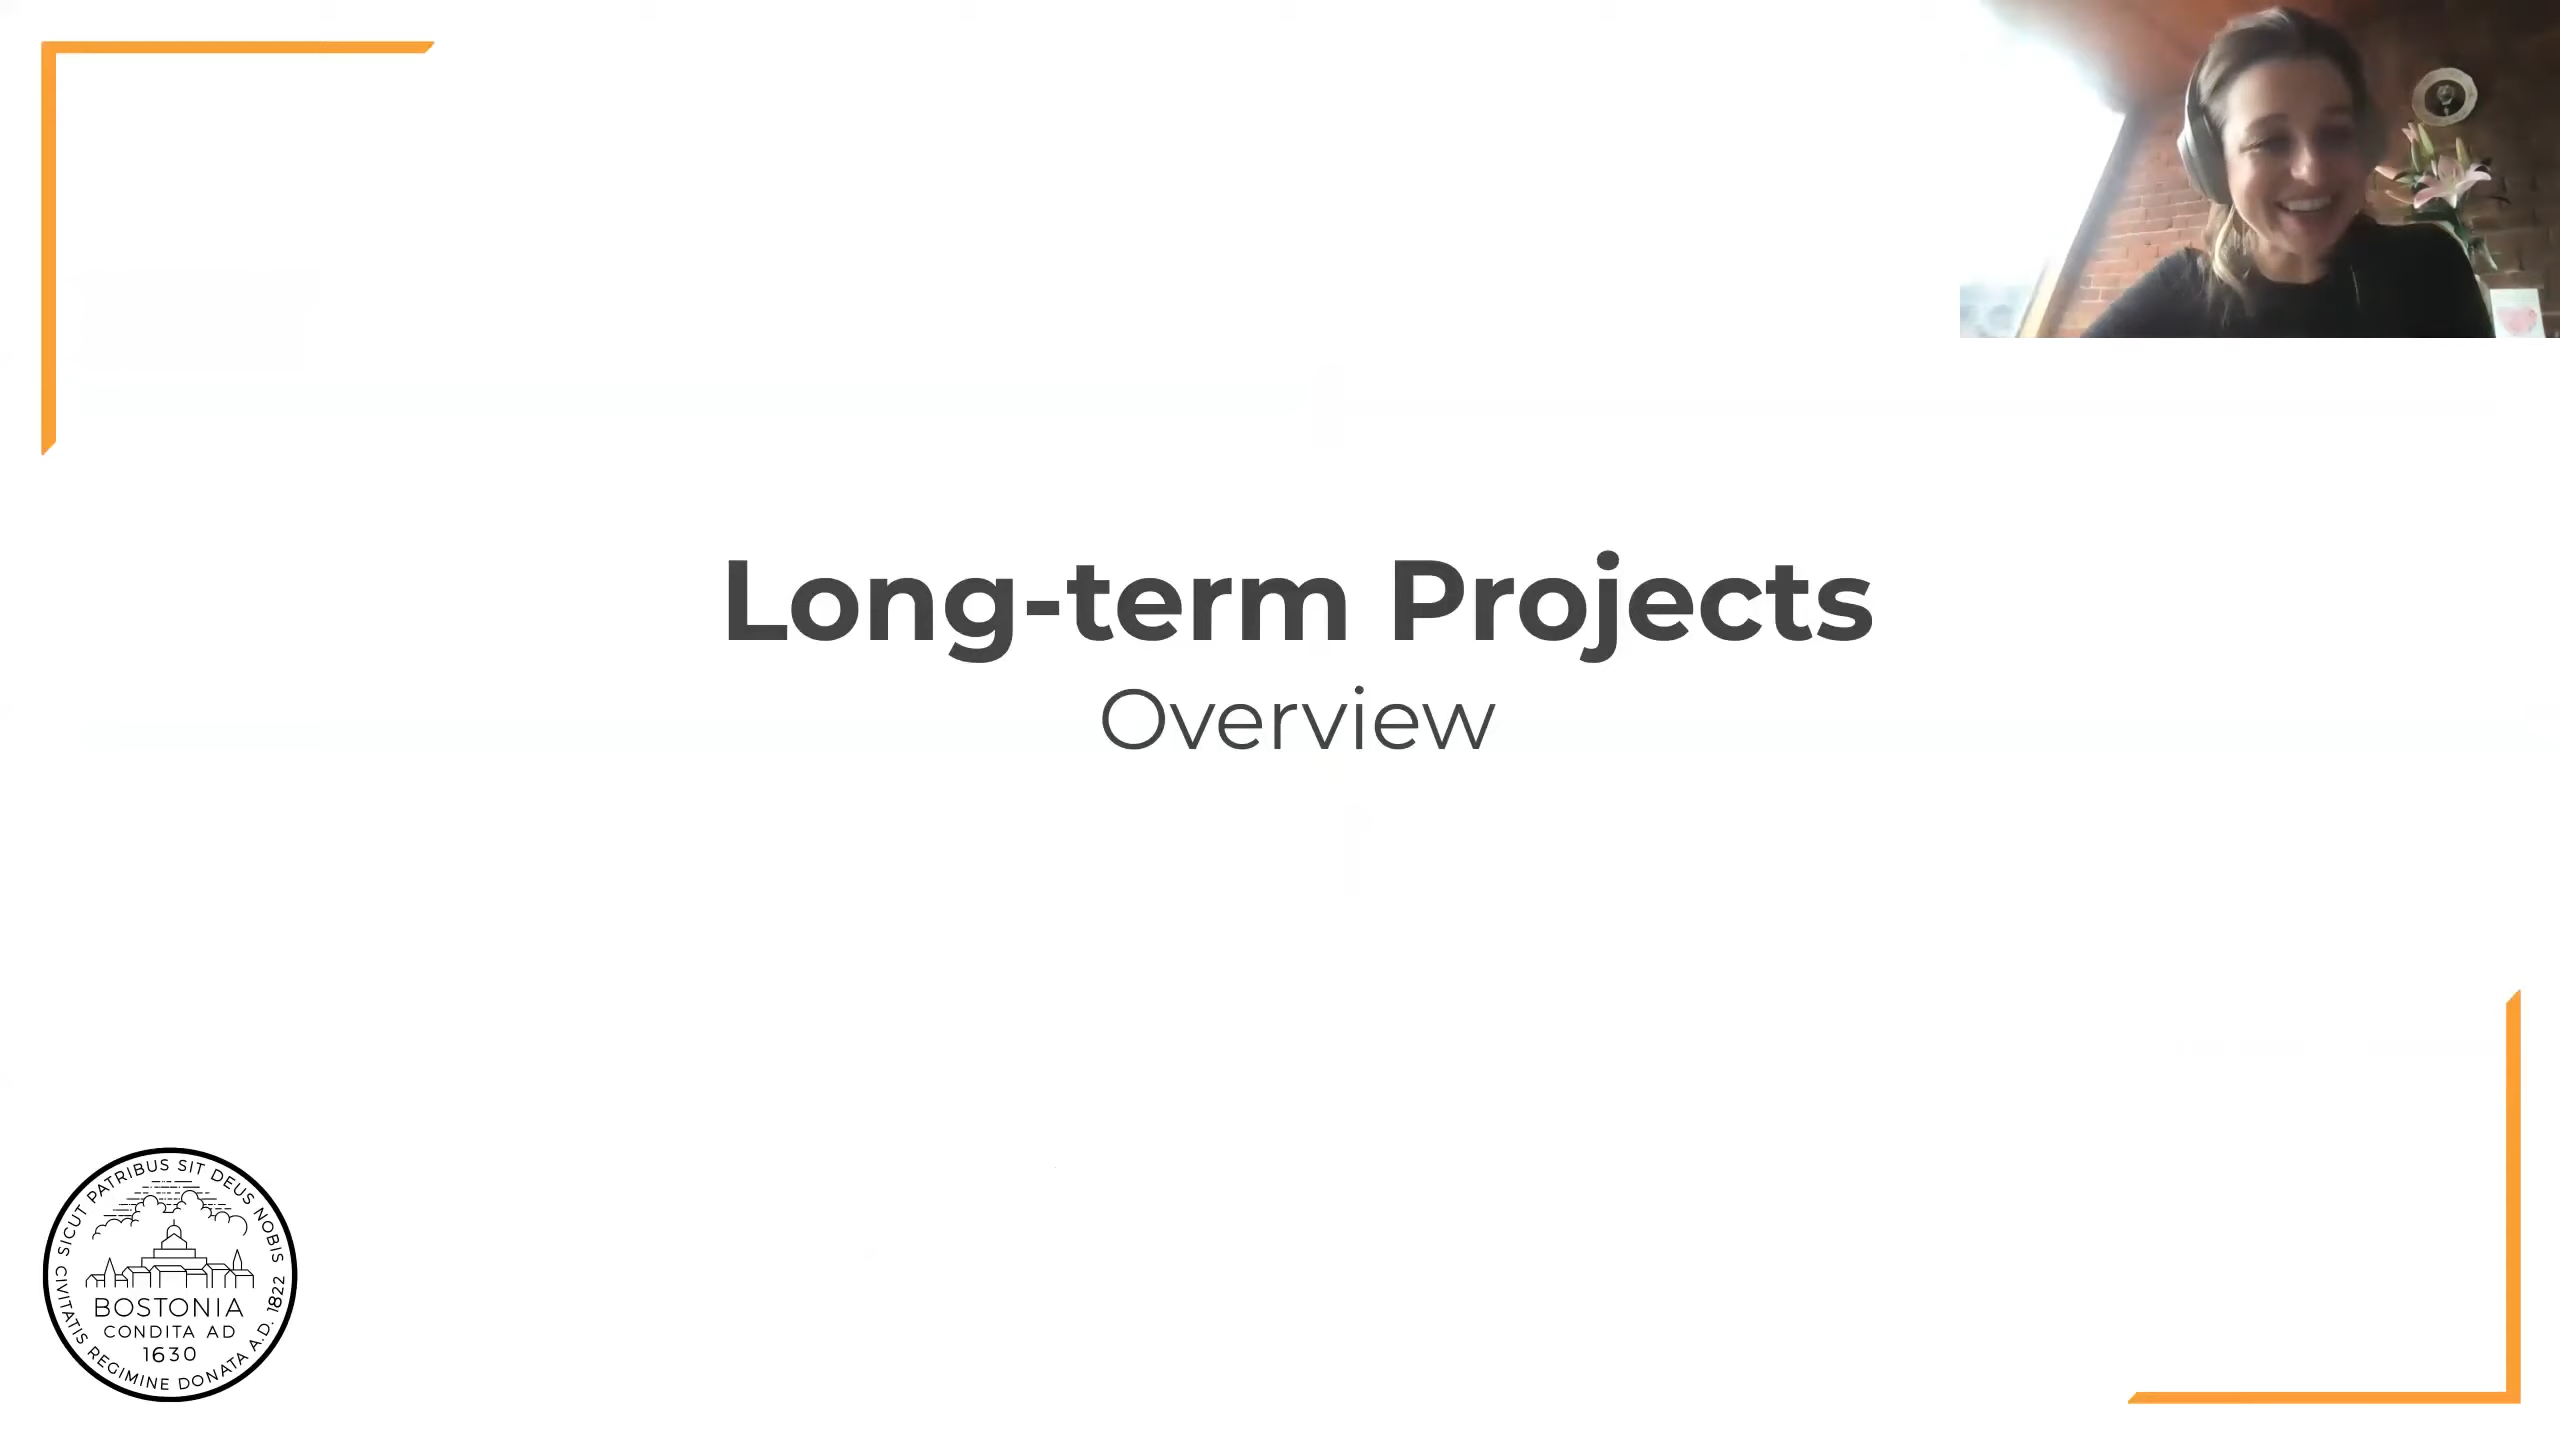 Long-term Projects
Overview
SICUT PATRIBUS SIT DEUS NOBIS
CIVITATIS REGIMINE DONATA A.D. 1822
BOSTONIA
CONDITA AD
1630